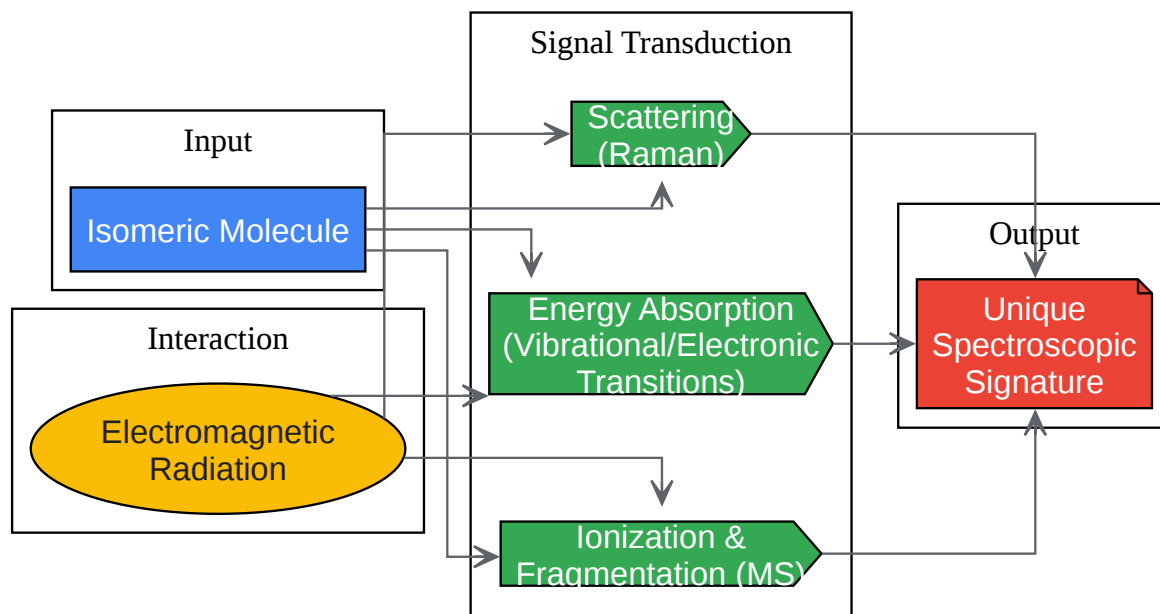 Signal Transduction
Scattering
(Raman)
Input
Isomeric Molecule
Output
Energy Absorption
(Vibrational/Electronic
Transitions)
Unique
Spectroscopic
Signature
Interaction
Electromagnetic
Radiation
Ionization &
Fragmentation (MS)